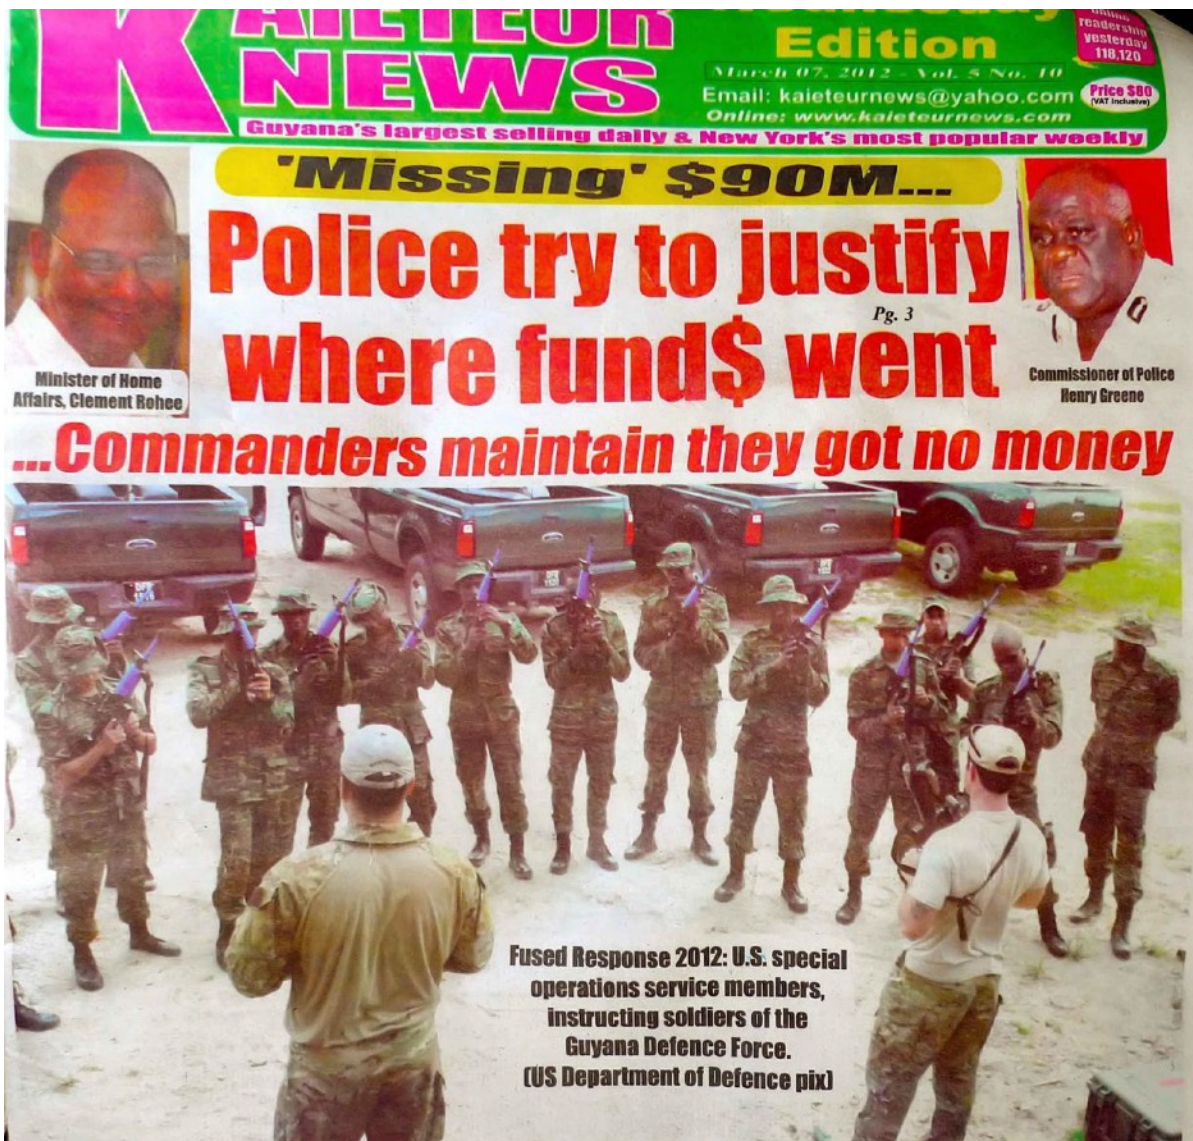 KAIETEUR
NEWS
Wednesday
Edition
March 07, 2012 - Vol. 5 No. 10
Email: kaieteurnews@yahoo.com
Online: www.kaieteurnews.com
online
readership
yesterday
118,120
Price $80
(VAT Inclusive)
Guyana's largest selling daily & New York's most popular weekly
'Missing' $90M...
Police try to justify
where fund$ went
Pg. 3
Minister of Home
Affairs, Clement Rohee
Commissioner of Police
Henry Greene
...Commanders maintain they got no money
Fused Response 2012: U.S. special
operations service members,
instructing soldiers of the
Guyana Defence Force.
(US Department of Defence pix)